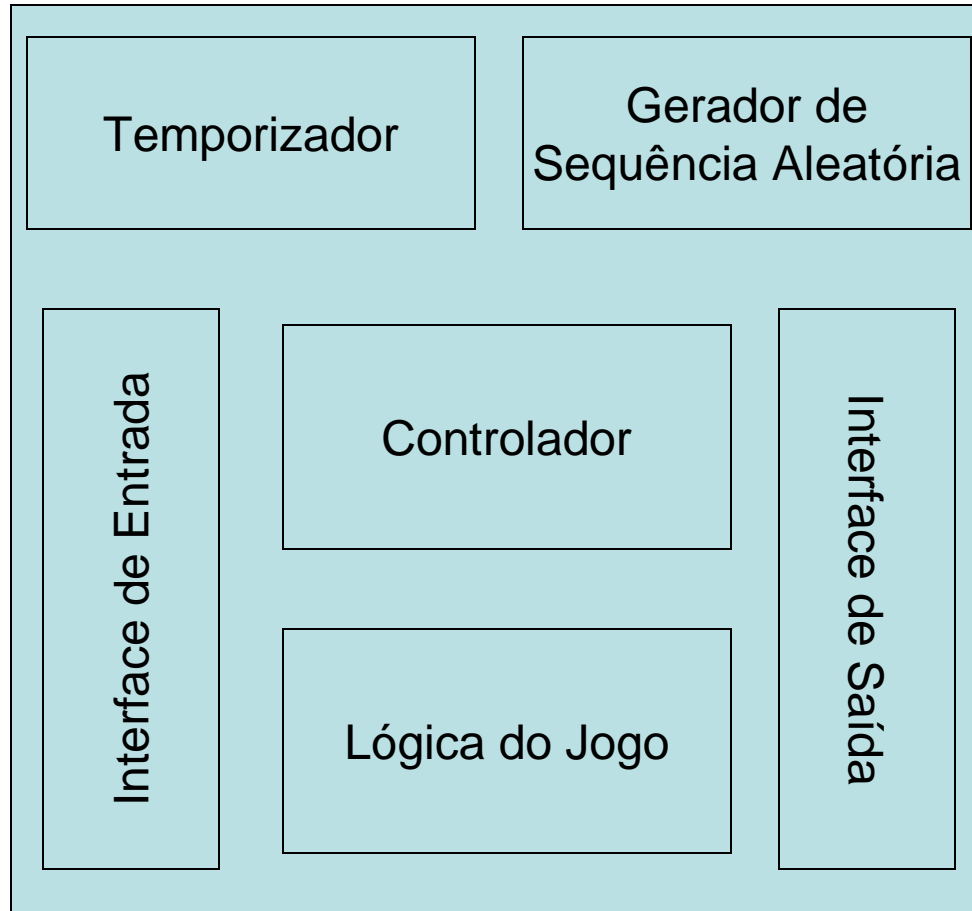 Temporizador
Gerador de
Sequência Aleatória
Interface de Entrada
Controlador
Interface de Saída
Lógica do Jogo